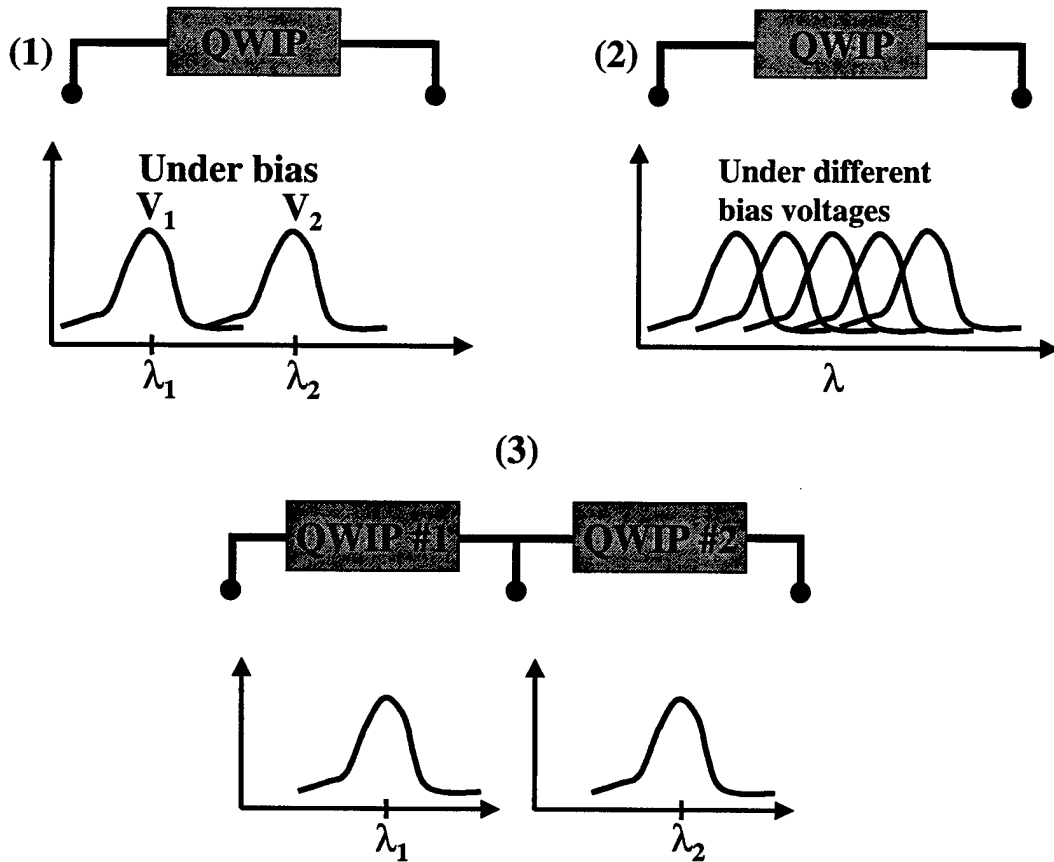 (1)
QWIP
Under bias
V₁ V₂
λ₁ λ₂
(2)
QWIP
Under different
bias voltages
λ
(3)
QWIP #1 QWIP #2
λ₁ λ₂